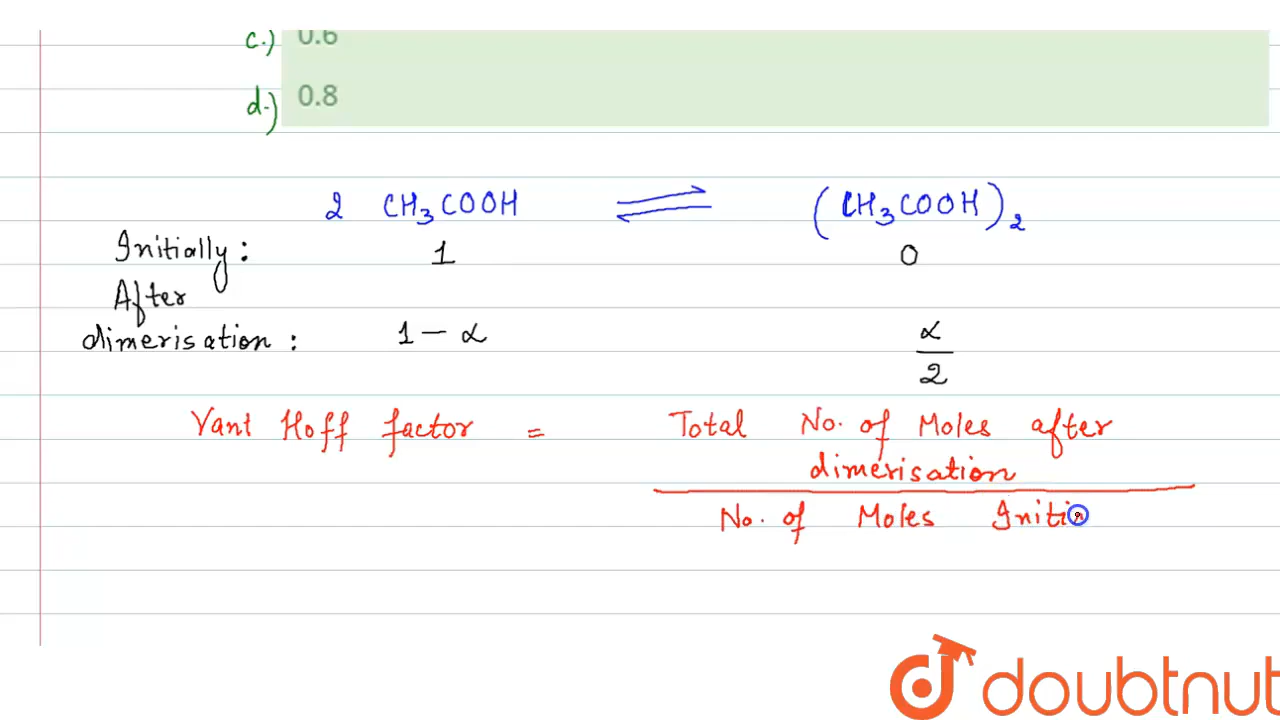 c.) 0.6
d.) 0.8
2 CH₃COOH ⇌ (CH₃COOH)₂
Initially: 1 0
After
dimerisation: 1 - α α/2
Vant Hoff factor = Total No. of Moles after
dimerisation
No. of Moles Initi
doubtnut